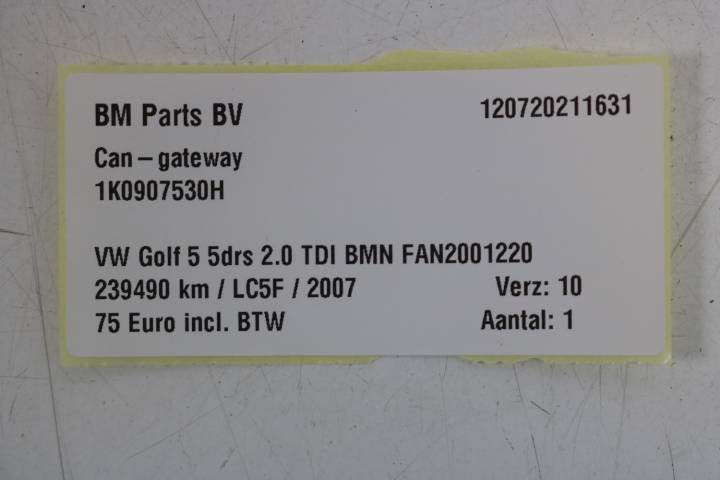 BM Parts BV 120720211631
Can – gateway
1K0907530H
VW Golf 5 5drs 2.0 TDI BMN FAN2001220
239490 km / LC5F / 2007 Verz: 10
75 Euro incl. BTW Aantal: 1